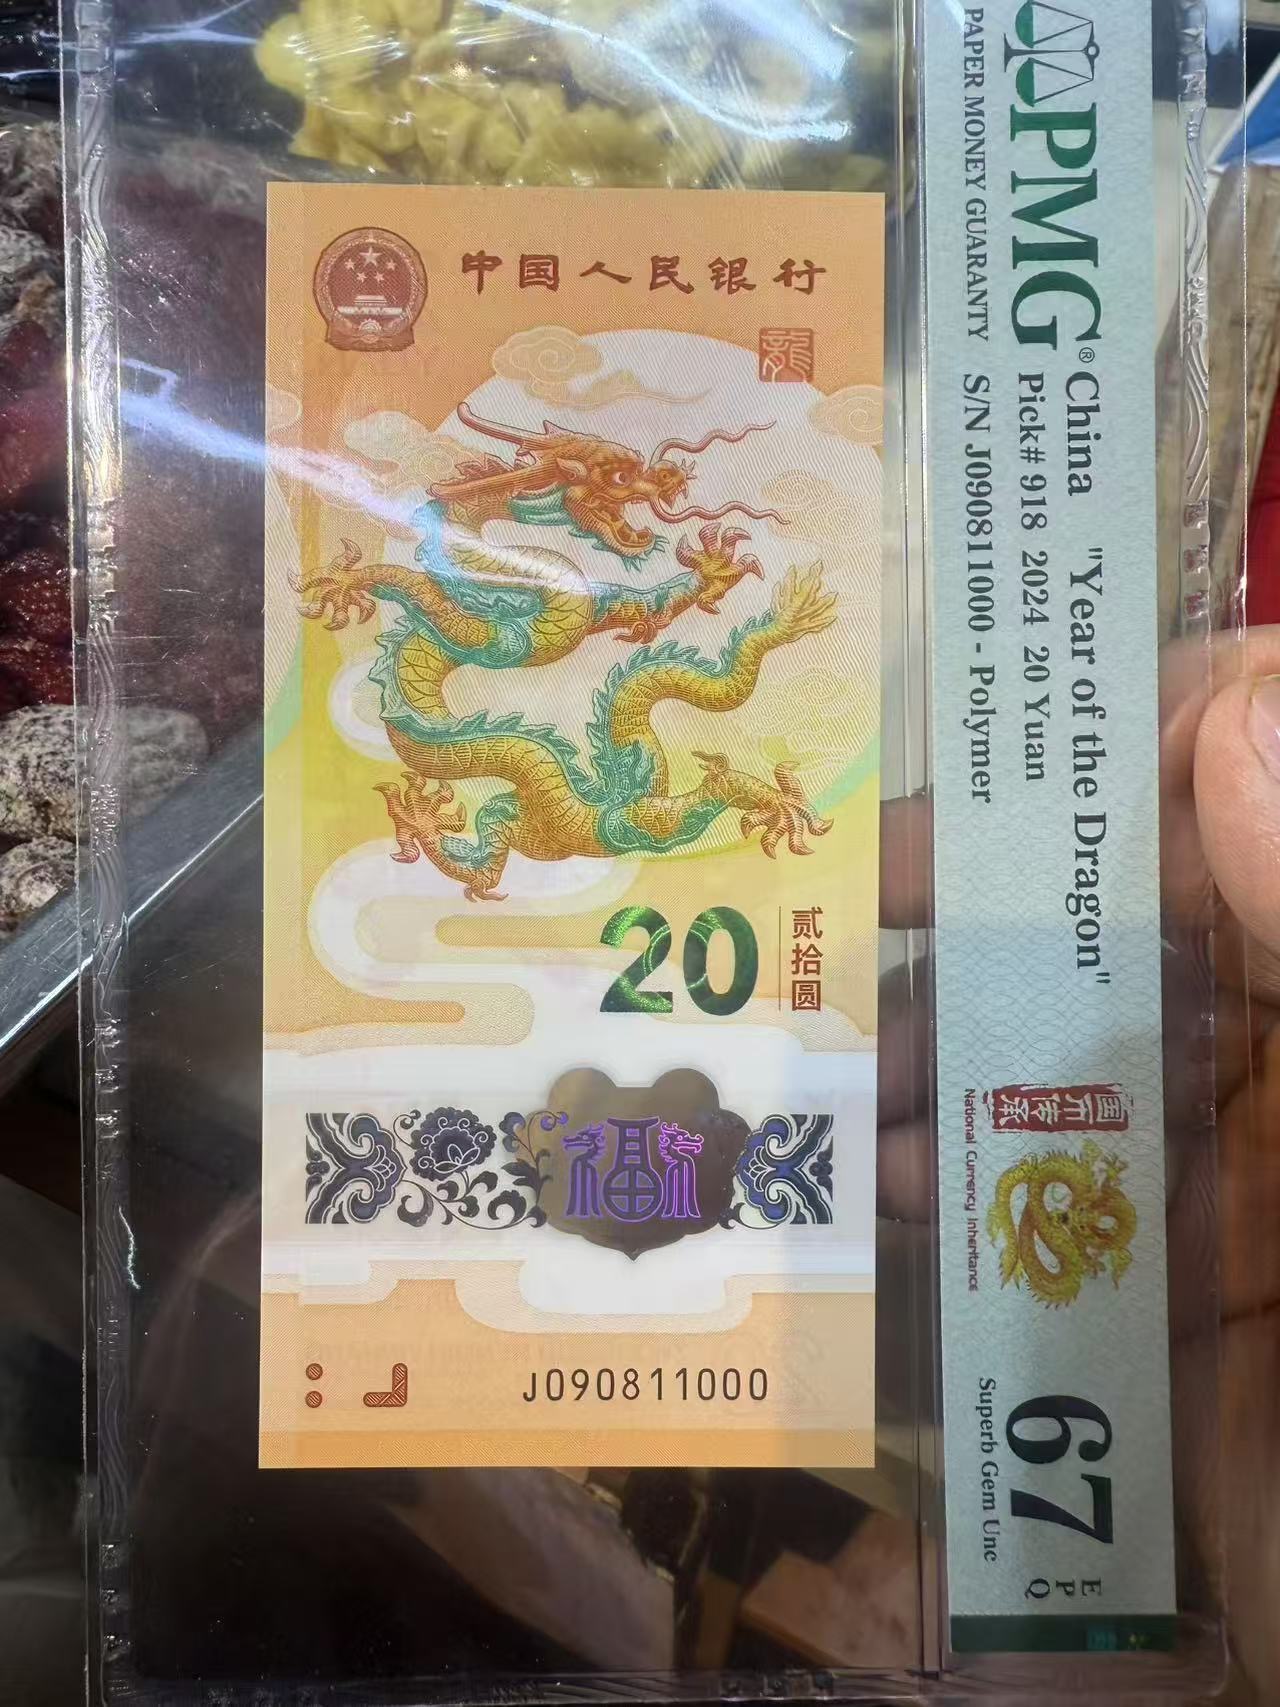 中国人民银行
龍
20
贰拾圆
福
J090811000
PMG®
PAPER MONEY GUARANTY
China "Year of the Dragon"
Pick# 918 2024 20 Yuan
S/N J090811000 - Polymer
国币传承
National Currency Inheritance
67
EPQ
Superb Gem Unc